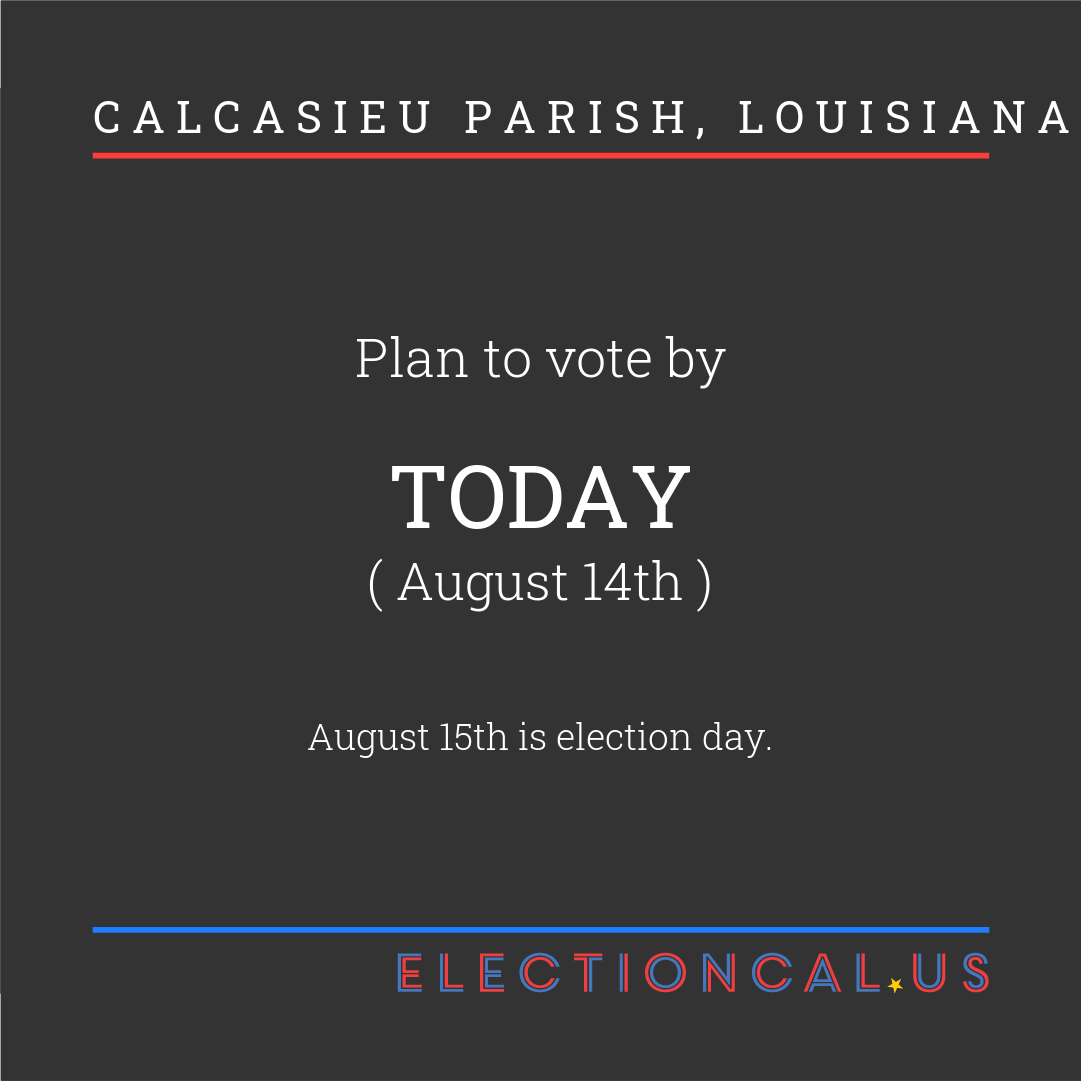 CALCASIEU PARISH, LOUISIANA
Plan to vote by
TODAY
( August 14th )
August 15th is election day.
ELECTIONCAL.US